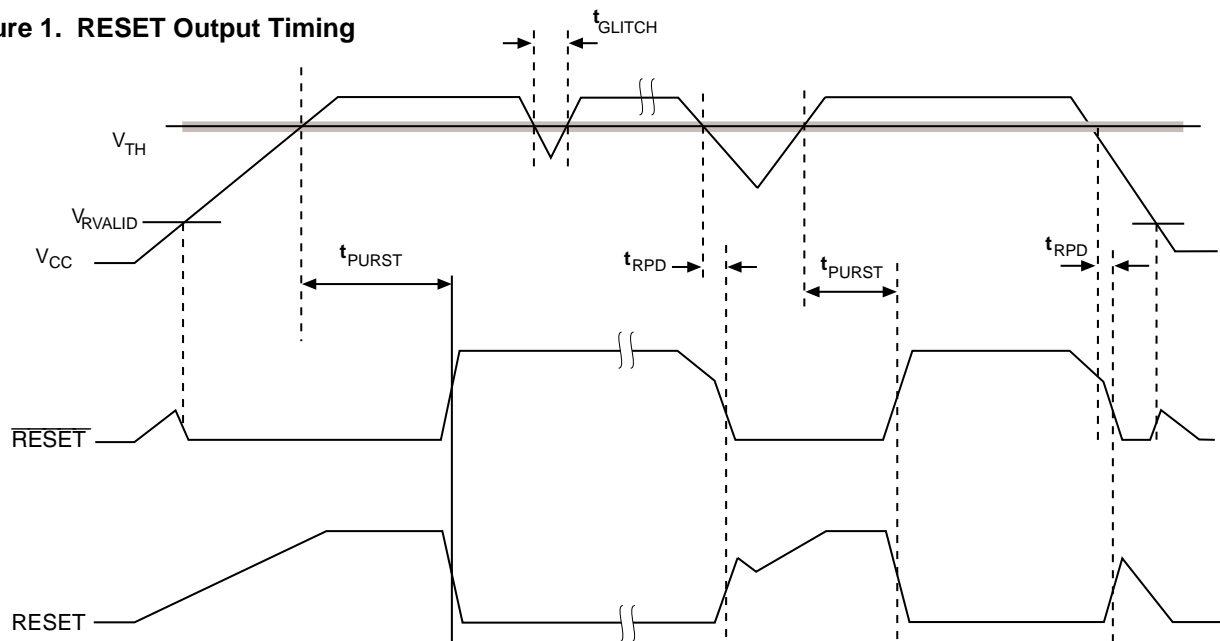 ure 1. RESET Output Timing
tGLITCH
VTH
VRVALID
VCC
tPURST
tRPD
tPURST
tRPD
RESET
RESET